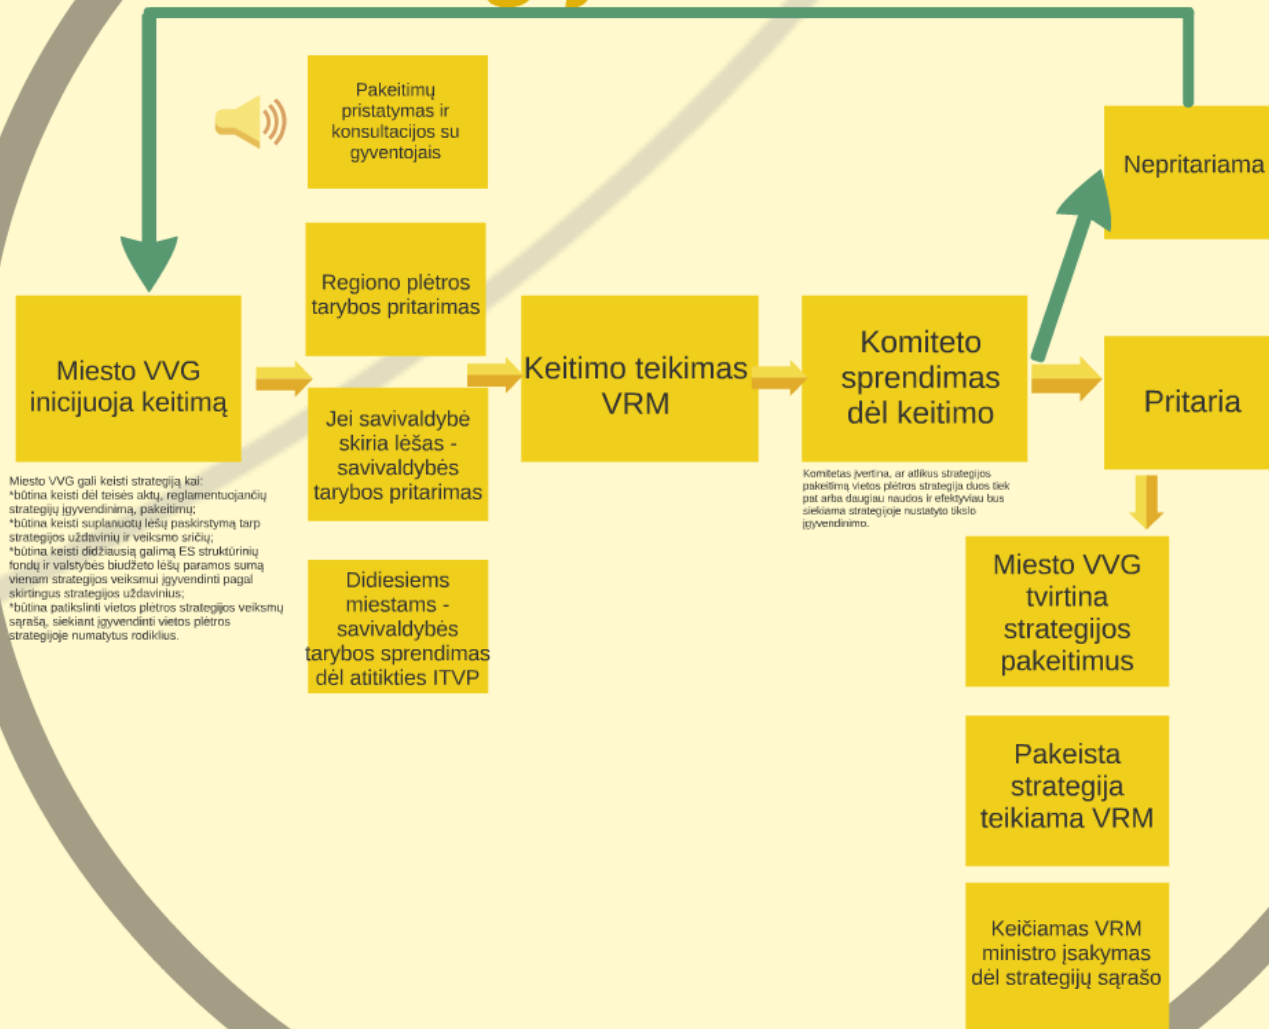 Pakeitimų
pristatymas ir
konsultacijos su
gyventojais
Nepritariama
Regiono plėtros
tarybos pritarimas
Miesto VVG
inicijuoja keitimą
Keitimo teikimas
VRM
Komiteto
sprendimas
dėl keitimo
Pritaria
Jei savivaldybė
skiria lėšas -
savivaldybės
tarybos pritarimas
Miesto VVG gali keisti strategiją kai:
*būtina keisti dėl teisės aktų, reglamentuojančių
strategijų įgyvendinimą, pakeitimų;
*būtina keisti suplanuotų lėšų paskirstymą tarp
strategijos uždavinių ir veiksmo sričių;
*būtina keisti didžiausią galimą ES struktūrinių
fondų ir valstybės biudžeto lėšų paramos sumą
vienam strategijos veiksmui įgyvendinti pagal
skirtingus strategijos uždavinius;
*būtina patikslinti vietos plėtros strategijos veiksmų
sąrašą, siekiant įgyvendinti vietos plėtros
strategijoje numatytus rodiklius.
Komitetas įvertina, ar atlikus strategijos
pakeitimą vietos plėtros strategija duos tiek
pat arba daugiau naudos ir efektyviau bus
siekiama strategijoje nustatyto tikslo
įgyvendinimo.
Didiesiems
miestams -
savivaldybės
tarybos sprendimas
dėl atitikties ITVP
Miesto VVG
tvirtina
strategijos
pakeitimus
Pakeista
strategija
teikiama VRM
Keičiamas VRM
ministro įsakymas
dėl strategijų sąrašo